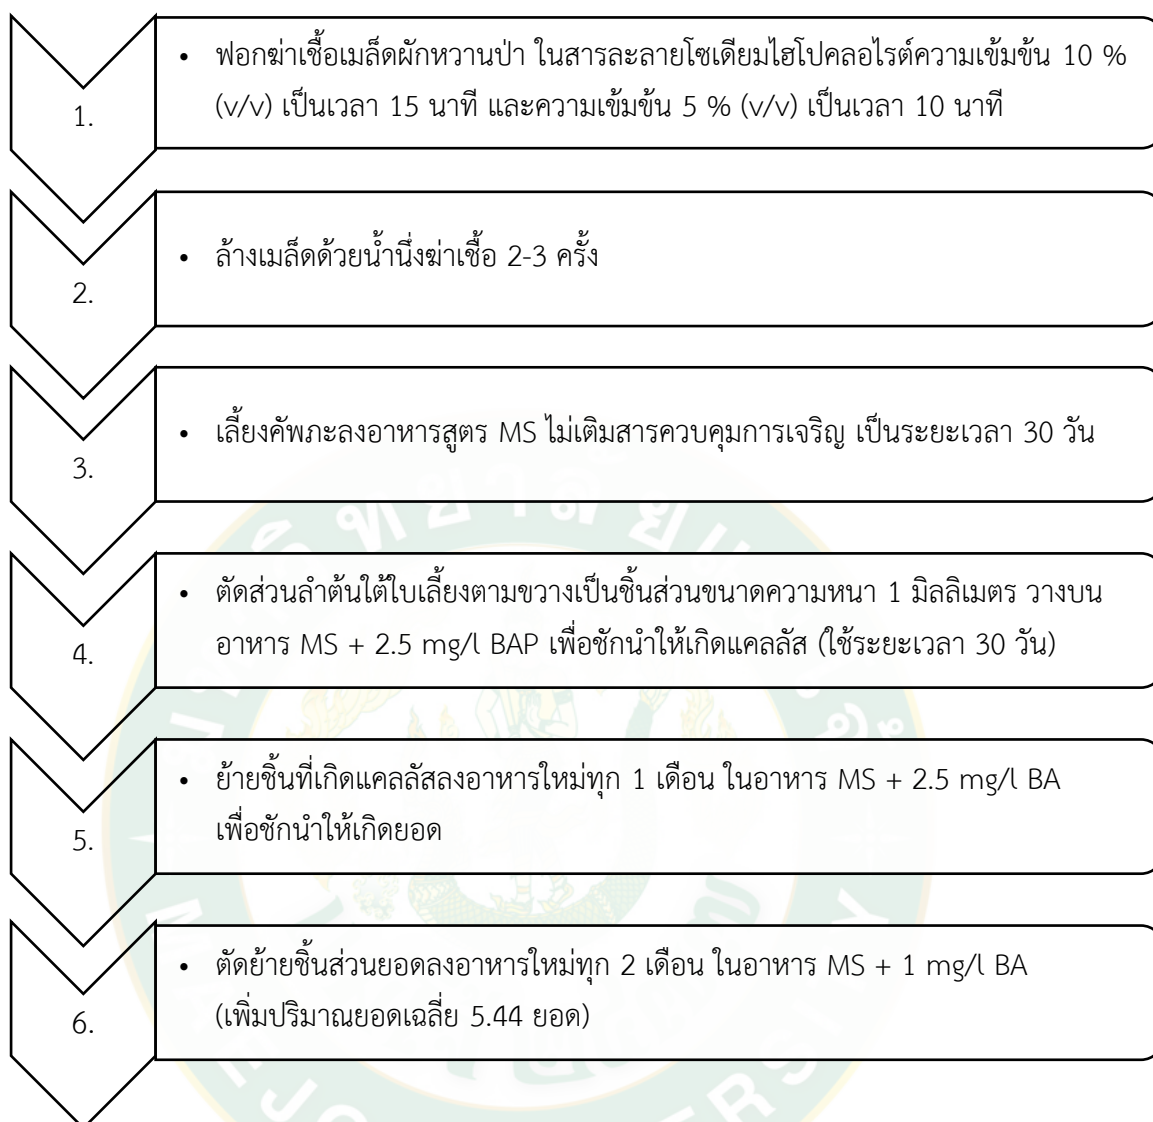 1.
• ฟอกฆ่าเชื้อเมล็ดผักหวานป่า ในสารละลายโซเดียมไฮโปคลอไรต์ความเข้มข้น 10 %
(v/v) เป็นเวลา 15 นาที และความเข้มข้น 5 % (v/v) เป็นเวลา 10 นาที
2.
• ล้างเมล็ดด้วยน้ำนึ่งฆ่าเชื้อ 2-3 ครั้ง
3.
• เลี้ยงคัพภะลงอาหารสูตร MS ไม่เติมสารควบคุมการเจริญ เป็นระยะเวลา 30 วัน
4.
• ตัดส่วนลำต้นใต้ใบเลี้ยงตามขวางเป็นชิ้นส่วนขนาดความหนา 1 มิลลิเมตร วางบน
อาหาร MS + 2.5 mg/l BAP เพื่อชักนำให้เกิดแคลลัส (ใช้ระยะเวลา 30 วัน)
5.
• ย้ายชิ้นที่เกิดแคลลัสลงอาหารใหม่ทุก 1 เดือน ในอาหาร MS + 2.5 mg/l BA
เพื่อชักนำให้เกิดยอด
6.
• ตัดย้ายชิ้นส่วนยอดลงอาหารใหม่ทุก 2 เดือน ในอาหาร MS + 1 mg/l BA
(เพิ่มปริมาณยอดเฉลี่ย 5.44 ยอด)